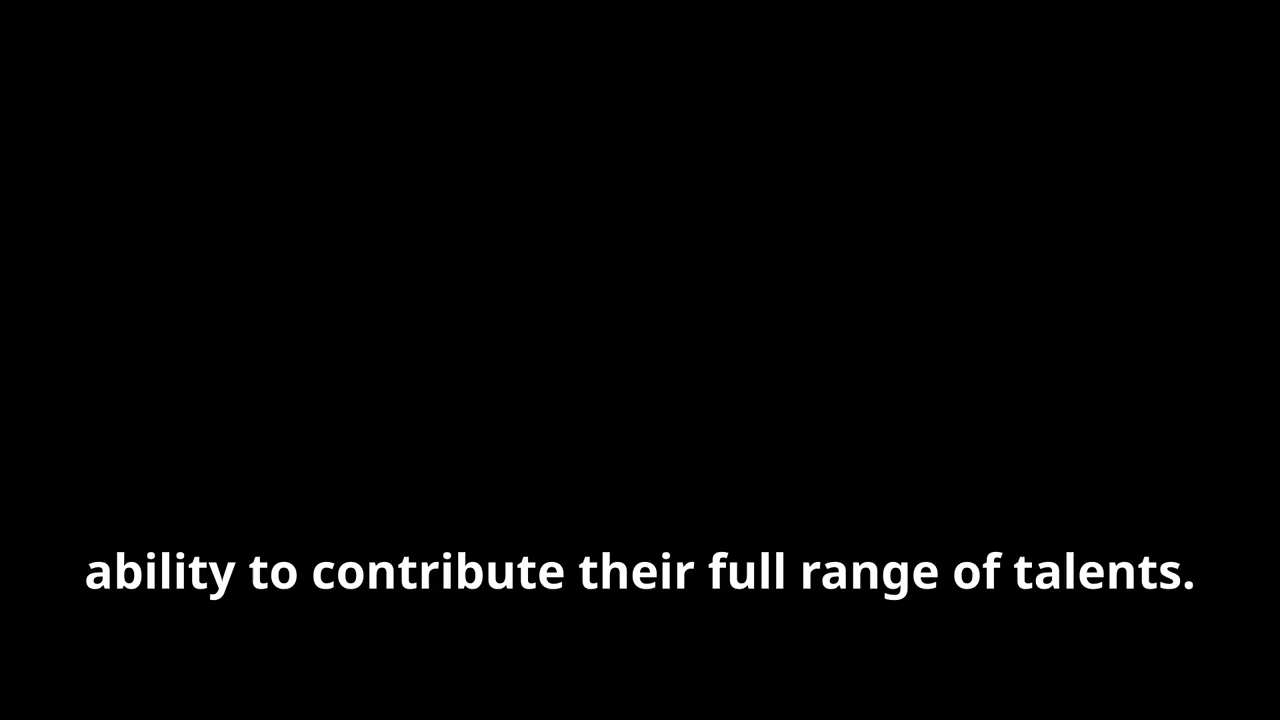 ability to contribute their full range of talents.